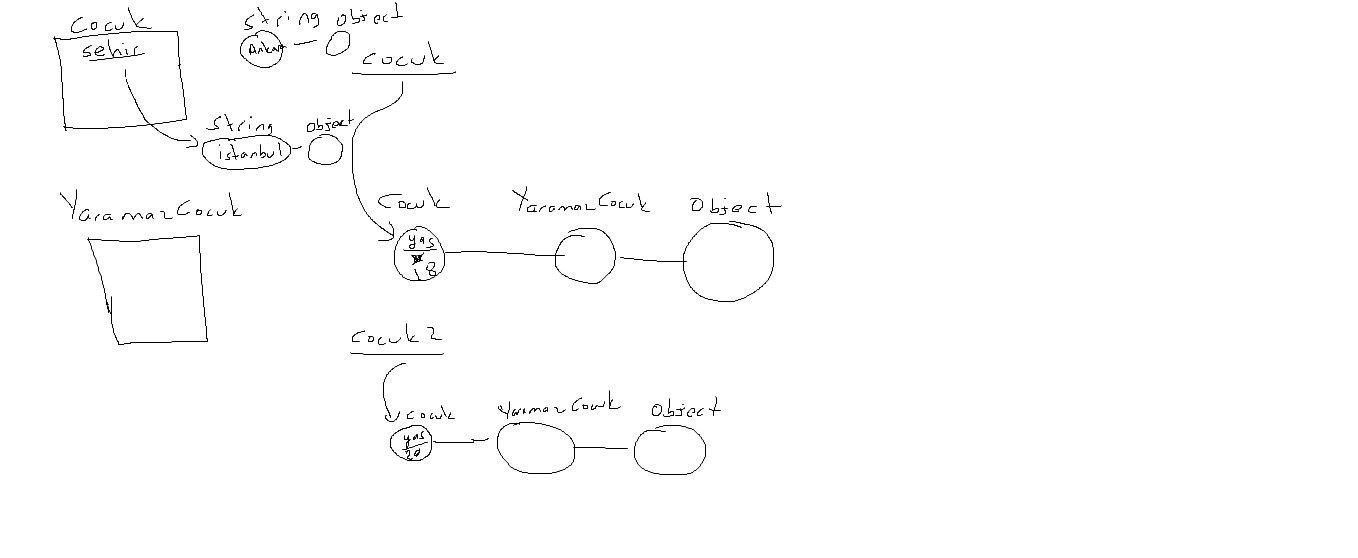 Cocuk
sehir
string object
Ankar
cocuk
string object
istanbul
YaramazCocuk
Cocuk YaramazCocuk Object
yas
18
cocuk2
cocuk YaramazCocuk Object
yas
20